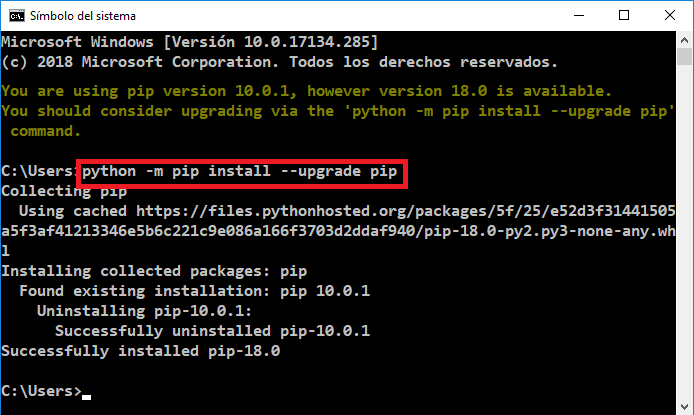 Símbolo del sistema
Microsoft Windows [Versión 10.0.17134.285]
(c) 2018 Microsoft Corporation. Todos los derechos reservados.
You are using pip version 10.0.1, however version 18.0 is available.
You should consider upgrading via the 'python -m pip install --upgrade pip'
command.
C:\Users>python -m pip install --upgrade pip
Collecting pip
Using cached https://files.pythonhosted.org/packages/5f/25/e52d3f31441505
a5f3af41213346e5b6c221c9e086a166f3703d2ddaf940/pip-18.0-py2.py3-none-any.wh
l
Installing collected packages: pip
Found existing installation: pip 10.0.1
Uninstalling pip-10.0.1:
Successfully uninstalled pip-10.0.1
Successfully installed pip-18.0
C:\Users>